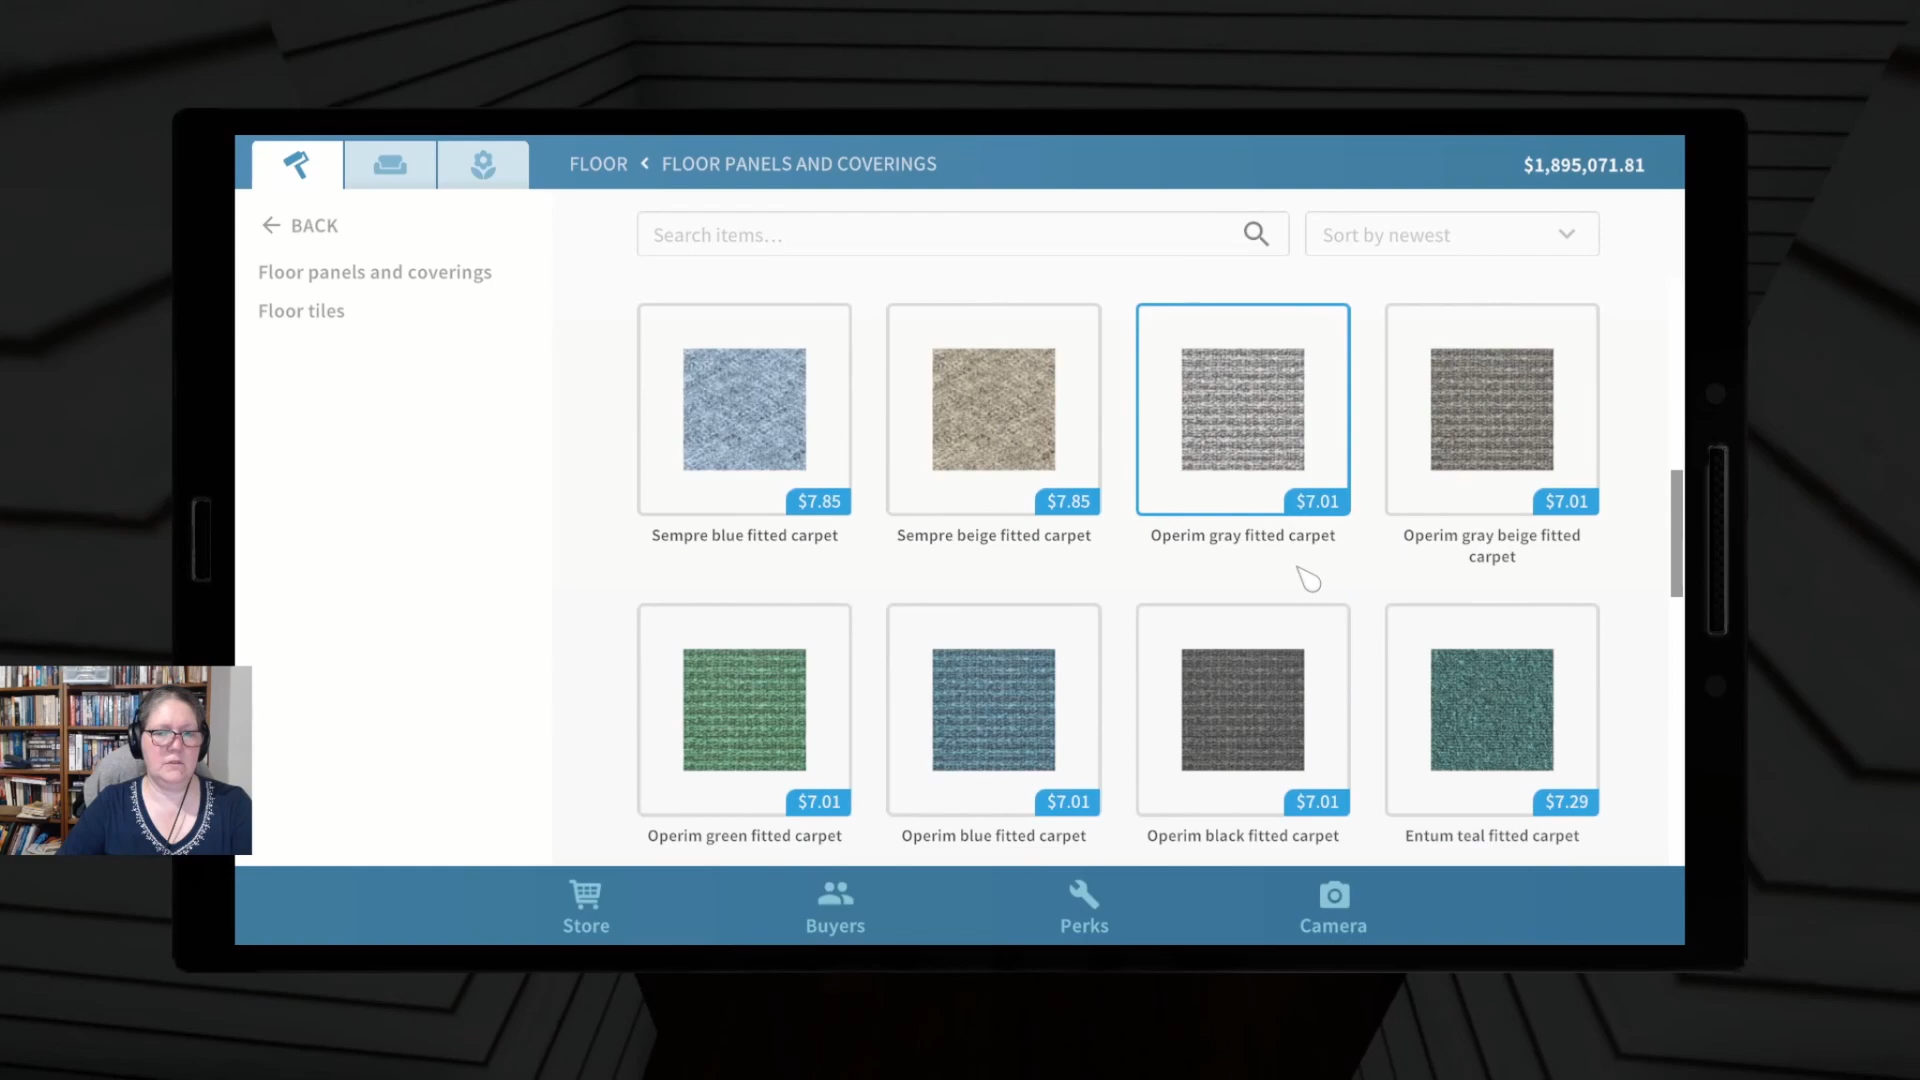 FLOOR < FLOOR PANELS AND COVERINGS
$1,895,071.81
BACK
Floor panels and coverings
Floor tiles
Search items...
Sort by newest
$7.85
$7.85
$7.01
$7.01
Sempre blue fitted carpet
Sempre beige fitted carpet
Operim gray fitted carpet
Operim gray beige fitted
carpet
$7.01
$7.01
$7.01
$7.29
Operim green fitted carpet
Operim blue fitted carpet
Operim black fitted carpet
Entum teal fitted carpet
Store
Buyers
Perks
Camera